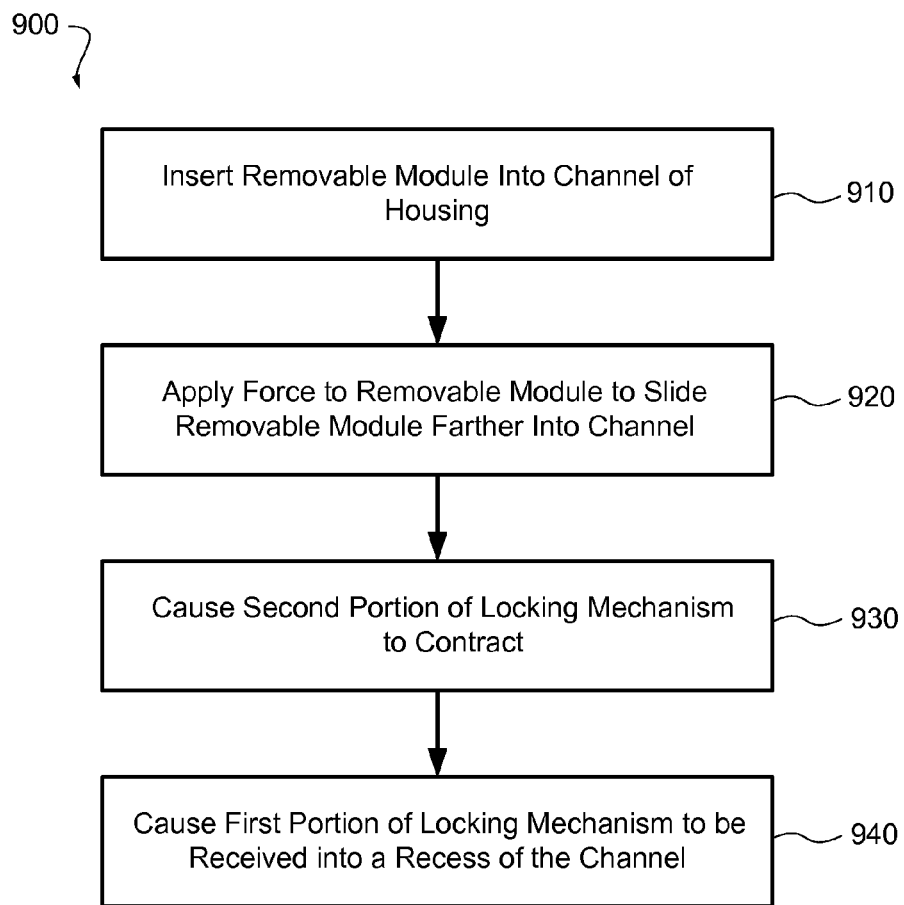 900
Insert Removable Module Into Channel of
Housing
910
Apply Force to Removable Module to Slide
Removable Module Farther Into Channel
920
Cause Second Portion of Locking Mechanism
to Contract
930
Cause First Portion of Locking Mechanism to be
Received into a Recess of the Channel
940